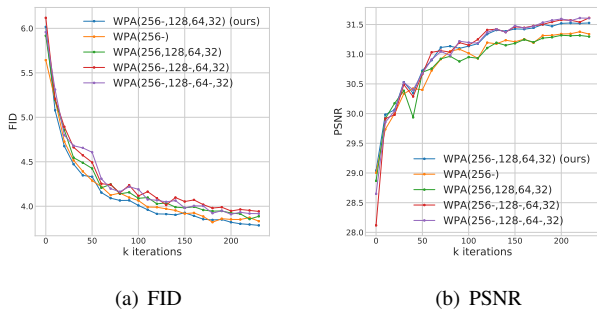 WPA(256-,128,64,32) (ours)
WPA(256-)
WPA(256,128,64,32)
WPA(256-,128-,64,32)
WPA(256-,128-,64-,32)
6.0
5.5
5.0
4.5
4.0
FID
0
50
100
150
200
k iterations
(a) FID
31.5
31.0
30.5
30.0
29.5
29.0
28.5
28.0
PSNR
WPA(256-,128,64,32) (ours)
WPA(256-)
WPA(256,128,64,32)
WPA(256-,128-,64,32)
WPA(256-,128-,64-,32)
0
50
100
150
200
k iterations
(b) PSNR